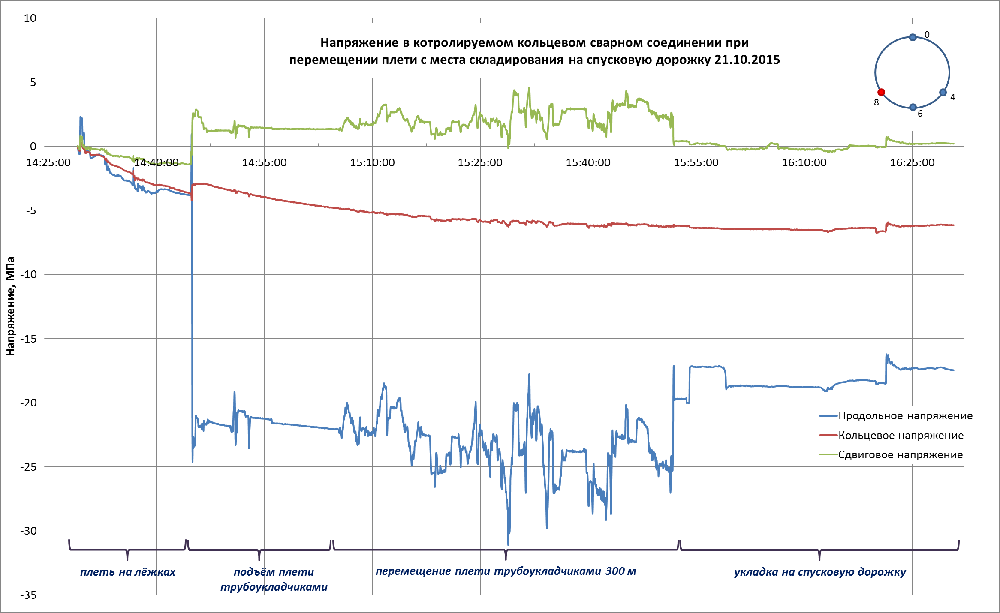 Напряжение в котролируемом кольцевом сварном соединении при
перемещении плети с места складирования на спусковую дорожку 21.10.2015
0
4
6
8
10
5
0
-5
-10
-15
-20
-25
-30
-35
Напряжение, МПа
14:25:00 14:40:00 14:55:00 15:10:00 15:25:00 15:40:00 15:55:00 16:10:00 16:25:00
Продольное напряжение
Кольцевое напряжение
Сдвиговое напряжение
плеть на лёжках
подъём плети
трубоукладчиками
перемещение плети трубоукладчиками 300 м
укладка на спусковую дорожку